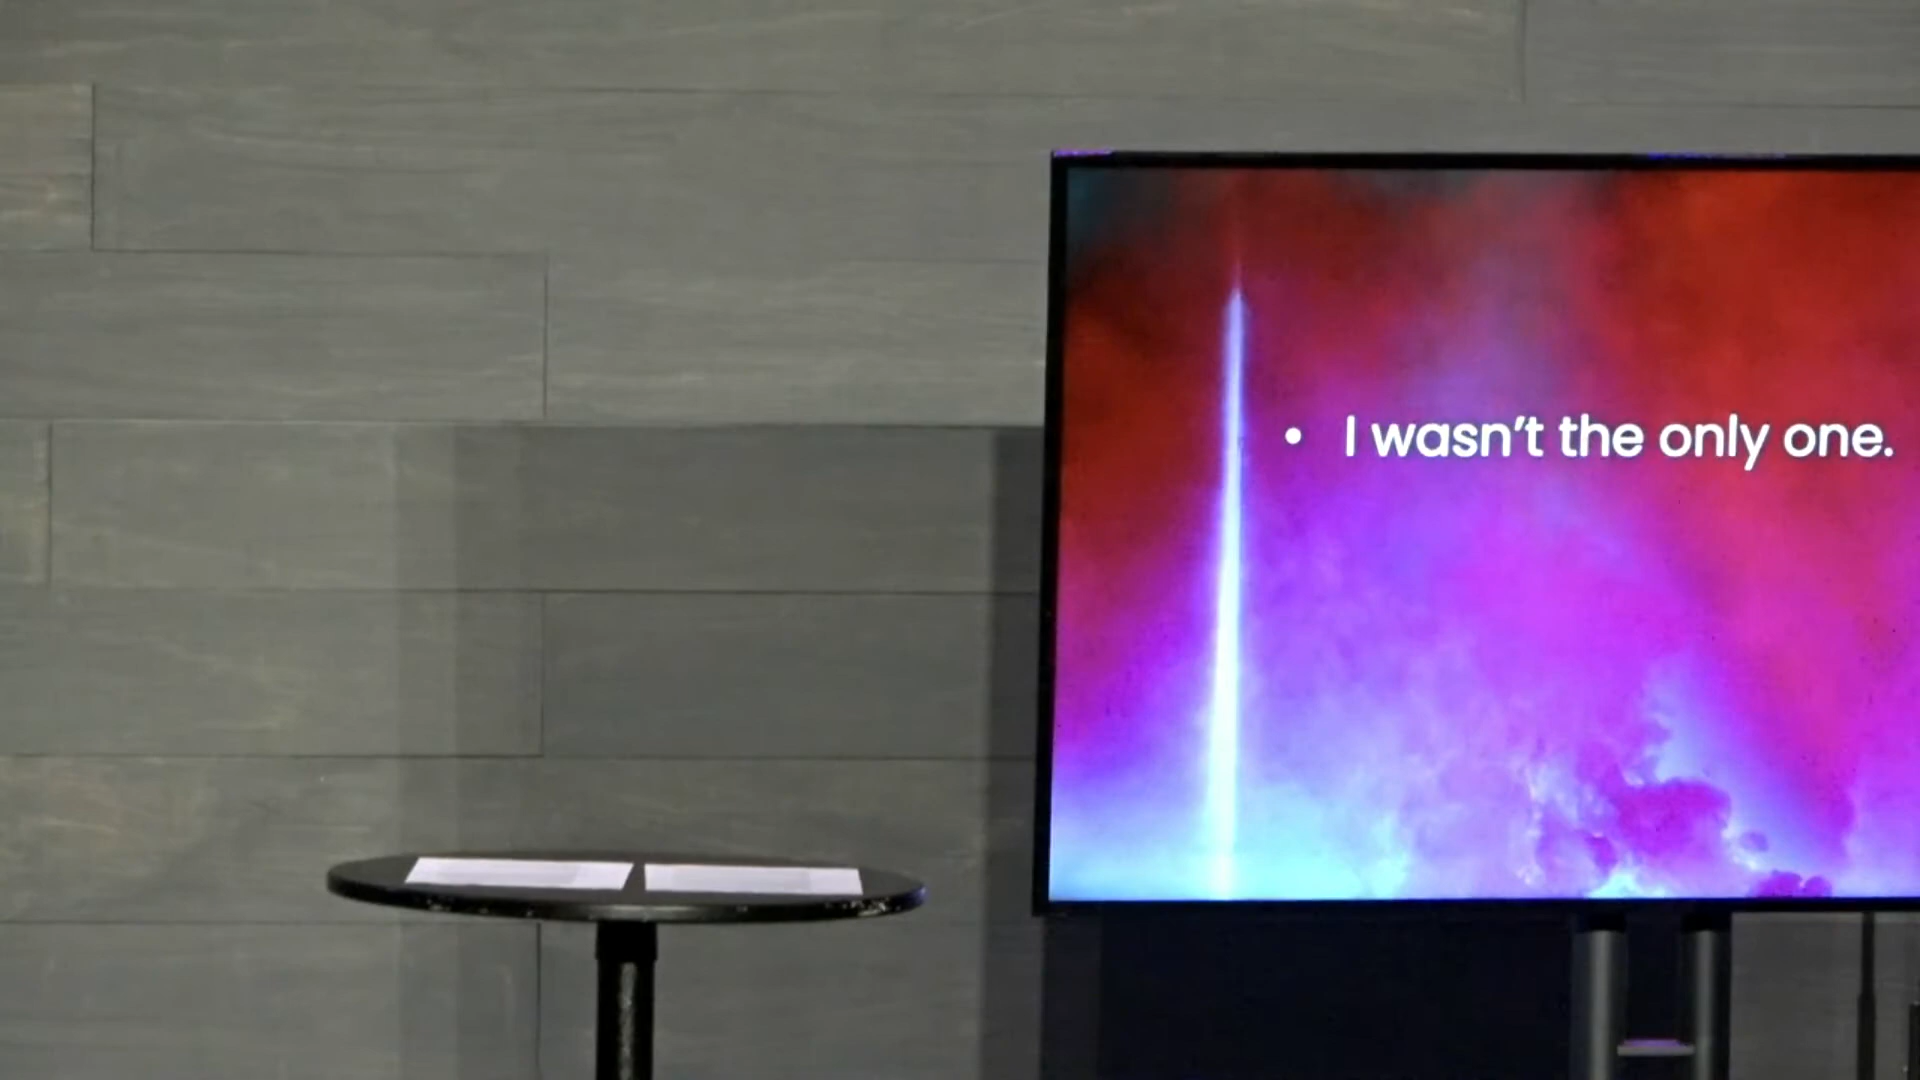 • I wasn't the only one.